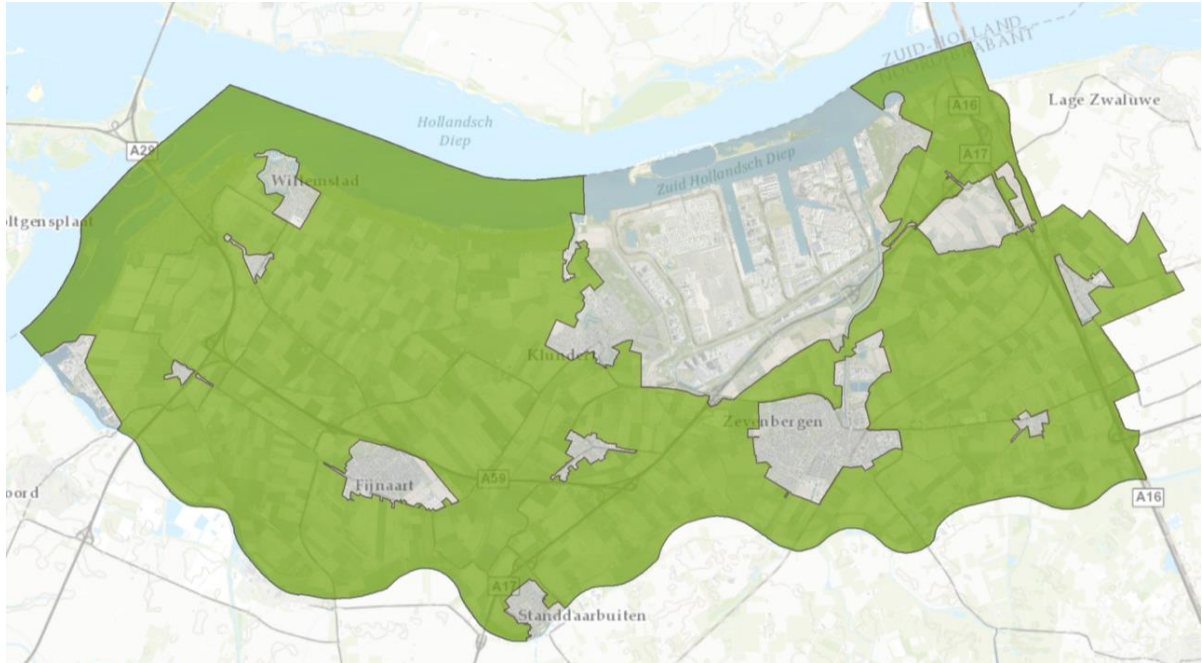 ZUID-HOLLAND
NOORD-BRABANT
A16
Lage Zwaluwe
Hollandsch
Diep
A29
A17
Zuid Hollandsch Diep
Willemstad
oltgensplaat
Klundert
Zevenbergen
A59
Fijnaart
oord
A16
A17
Standdaarbuiten